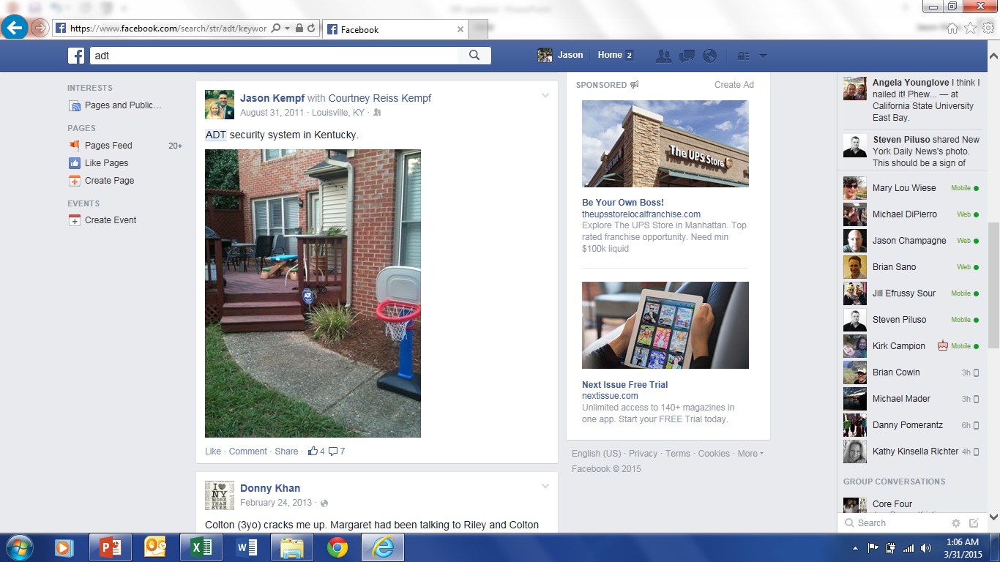 https://www.facebook.com/search/str/adt/keywor
Facebook
adt
Jason
Home 2
INTERESTS
Pages and Public...
PAGES
Pages Feed 20+
Like Pages
Create Page
EVENTS
Create Event
Jason Kempf with Courtney Reiss Kempf
August 31, 2011 · Louisville, KY ·
ADT security system in Kentucky.
ADT
Like · Comment · Share · 4 7
Donny Khan
February 24, 2013 ·
I NY
MORE
THAN
EVER
Colton (3yo) cracks me up. Margaret had been talking to Riley and Colton
SPONSORED
Create Ad
The UPS Store
Be Your Own Boss!
theupsstorelocalfranchise.com
Explore The UPS Store in Manhattan. Top
rated franchise opportunity. Need min
$100k liquid
Next Issue Free Trial
nextissue.com
Unlimited access to 140+ magazines in
one app. Start your FREE Trial today.
English (US) · Privacy · Terms · Cookies · More
Facebook © 2015
Angela Younglove I think I
nailed it! Phew... — at
California State University
East Bay.
Steven Piluso shared New
York Daily News's photo.
This should be a sign of
Mary Lou Wiese Mobile
Michael DiPierro Web
Jason Champagne Web
Brian Sano Web
Jill Efrussy Sour Mobile
Steven Piluso Mobile
Kirk Campion Mobile
Brian Cowin 3h
Michael Mader 3h
Danny Pomerantz 6h
Kathy Kinsella Richter 4h
GROUP CONVERSATIONS
Core Four
Search
1:06 AM
3/31/2015